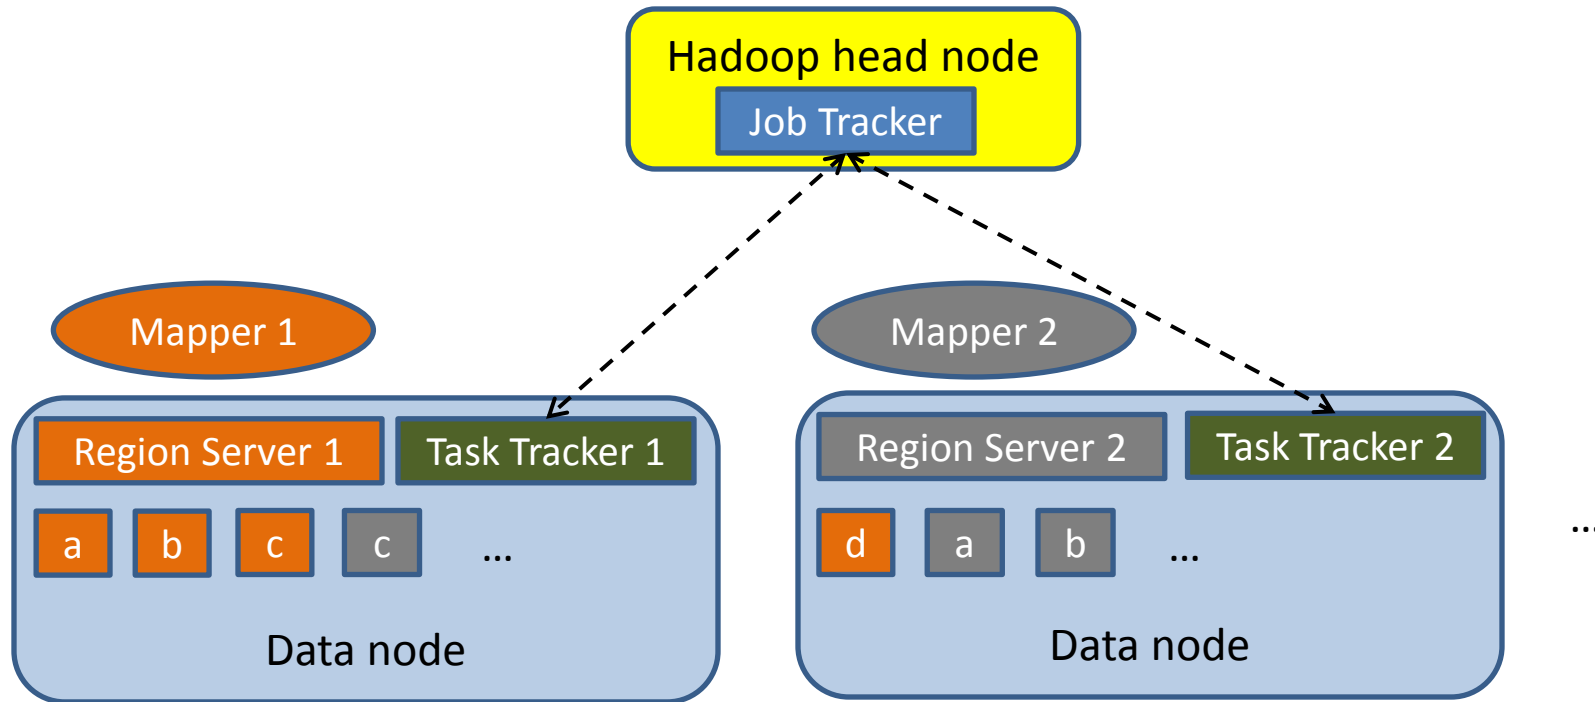 Hadoop head node
Job Tracker
Mapper 1
Mapper 2
Region Server 1 Task Tracker 1
Region Server 2 Task Tracker 2
a b c c ...
d a b ...
...
Data node
Data node